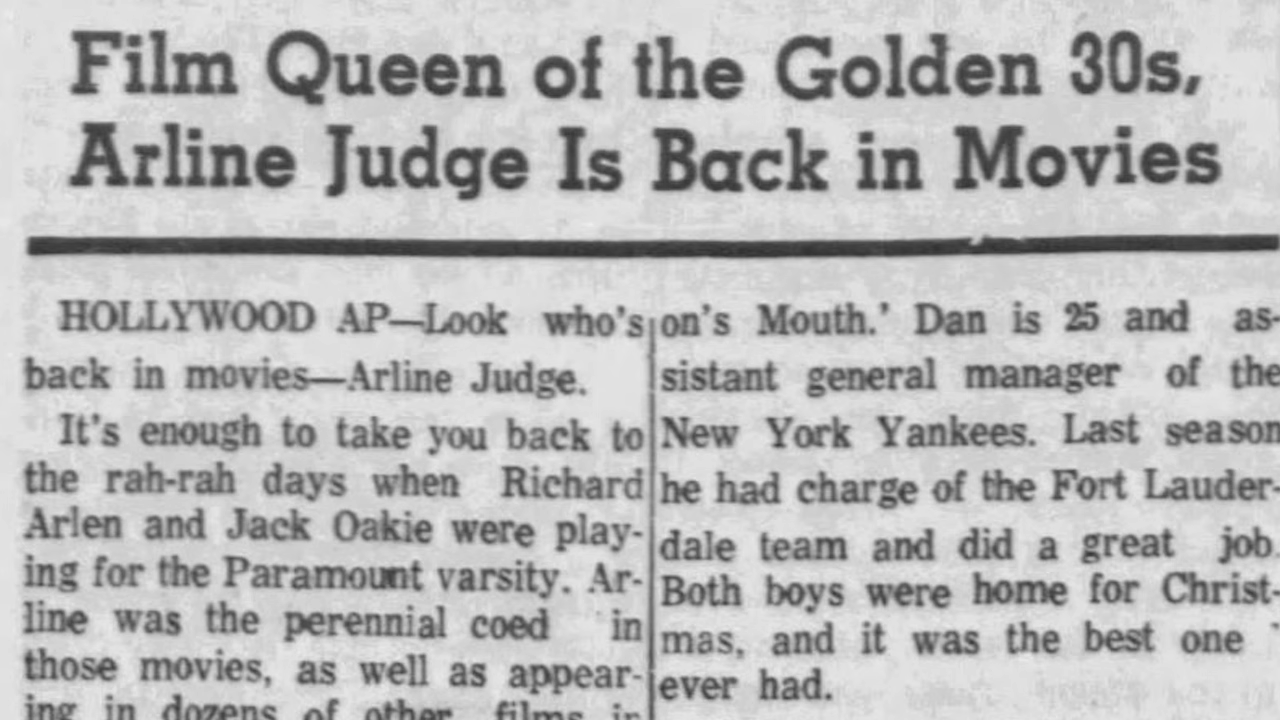 Film Queen of the Golden 30s,
Arline Judge Is Back in Movies
HOLLYWOOD AP—Look who's
back in movies—Arline Judge.
It's enough to take you back to
the rah-rah days when Richard
Arlen and Jack Oakie were play-
ing for the Paramount varsity. Ar-
line was the perennial coed in
those movies, as well as appear-
ing in dozens of other films in
on's Mouth.' Dan is 25 and as-
sistant general manager of the
New York Yankees. Last season
he had charge of the Fort Lauder-
dale team and did a great job
Both boys were home for Christ-
mas, and it was the best one
ever had.